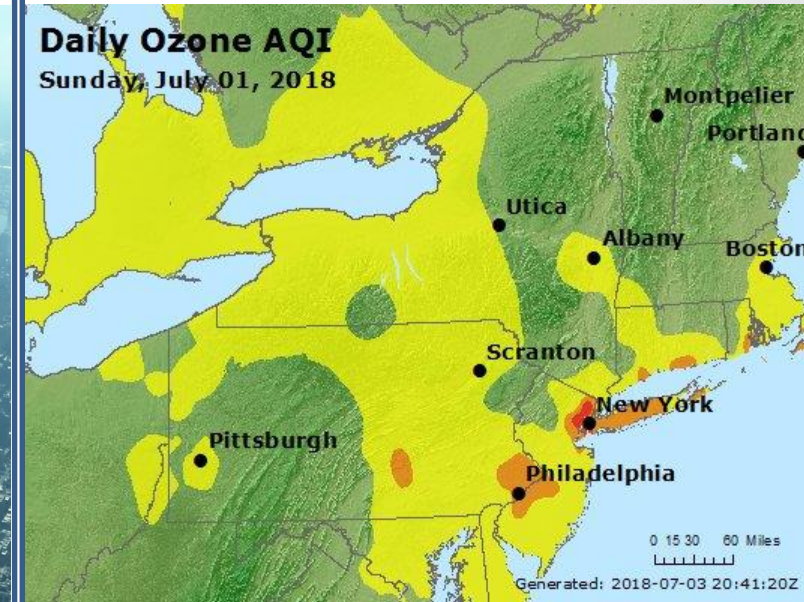 Daily Ozone AQI
Sunday, July 01, 2018
Montpelier
Portland
Utica
Albany
Boston
Scranton
New York
Pittsburgh
Philadelphia
0 15 30 60 Miles
Generated: 2018-07-03 20:41:20Z